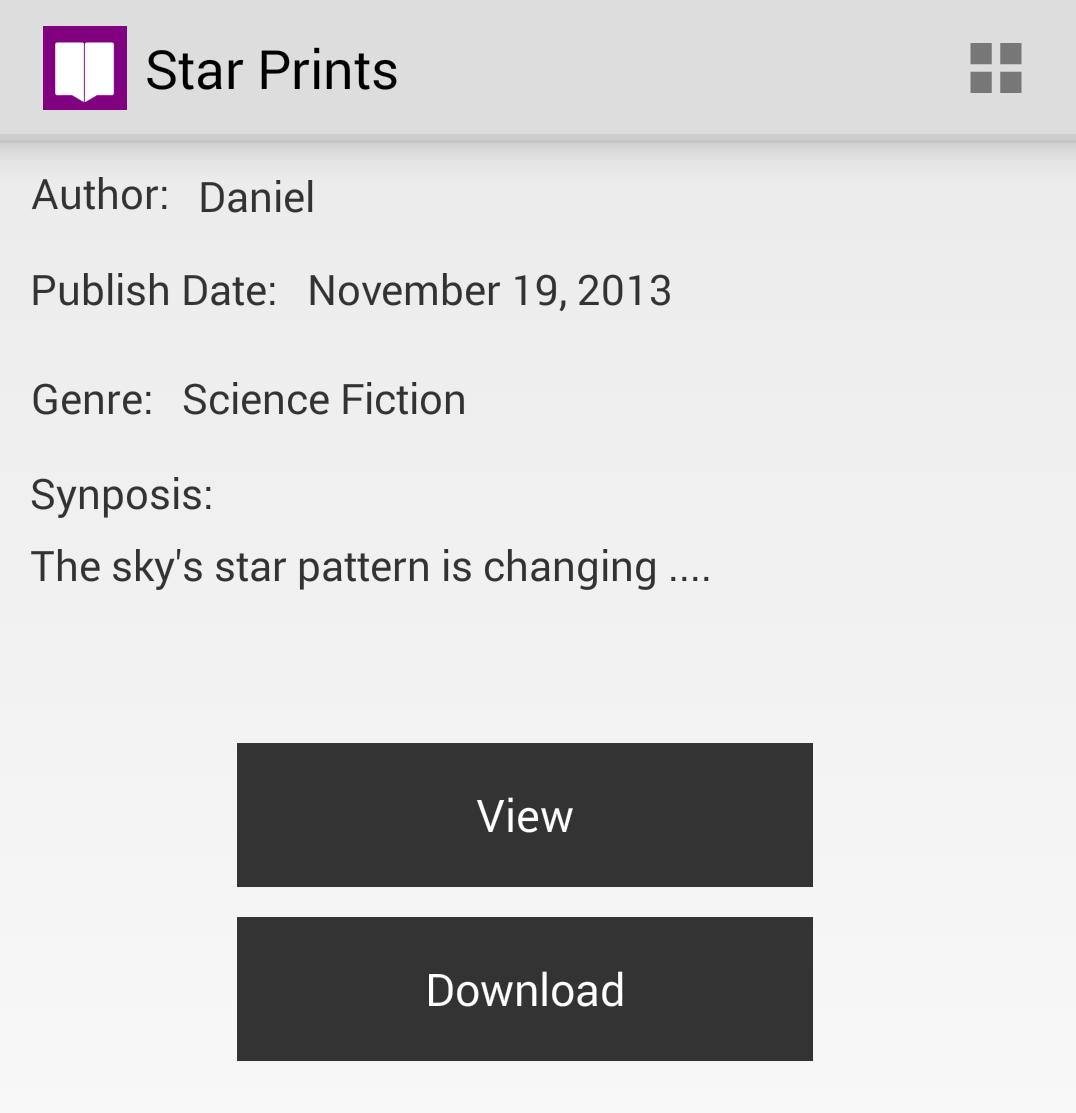 Star Prints
Author: Daniel
Publish Date: November 19, 2013
Genre: Science Fiction
Synposis:
The sky's star pattern is changing ....
View
Download